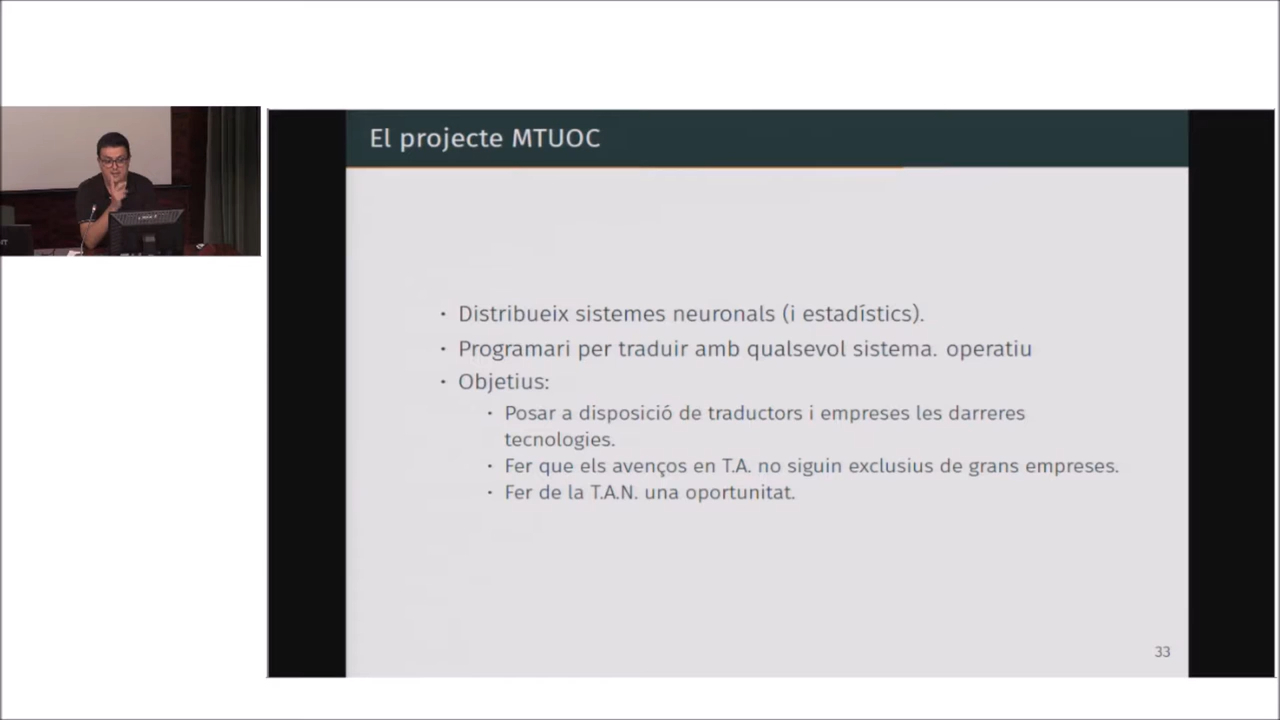 El projecte MTUOC
· Distribueix sistemes neuronals (i estadístics).
· Programari per traduir amb qualsevol sistema. operatiu
· Objetius:
· Posar a disposició de traductors i empreses les darreres
tecnologies.
· Fer que els avenços en T.A. no siguin exclusius de grans empreses.
· Fer de la T.A.N. una oportunitat.
33